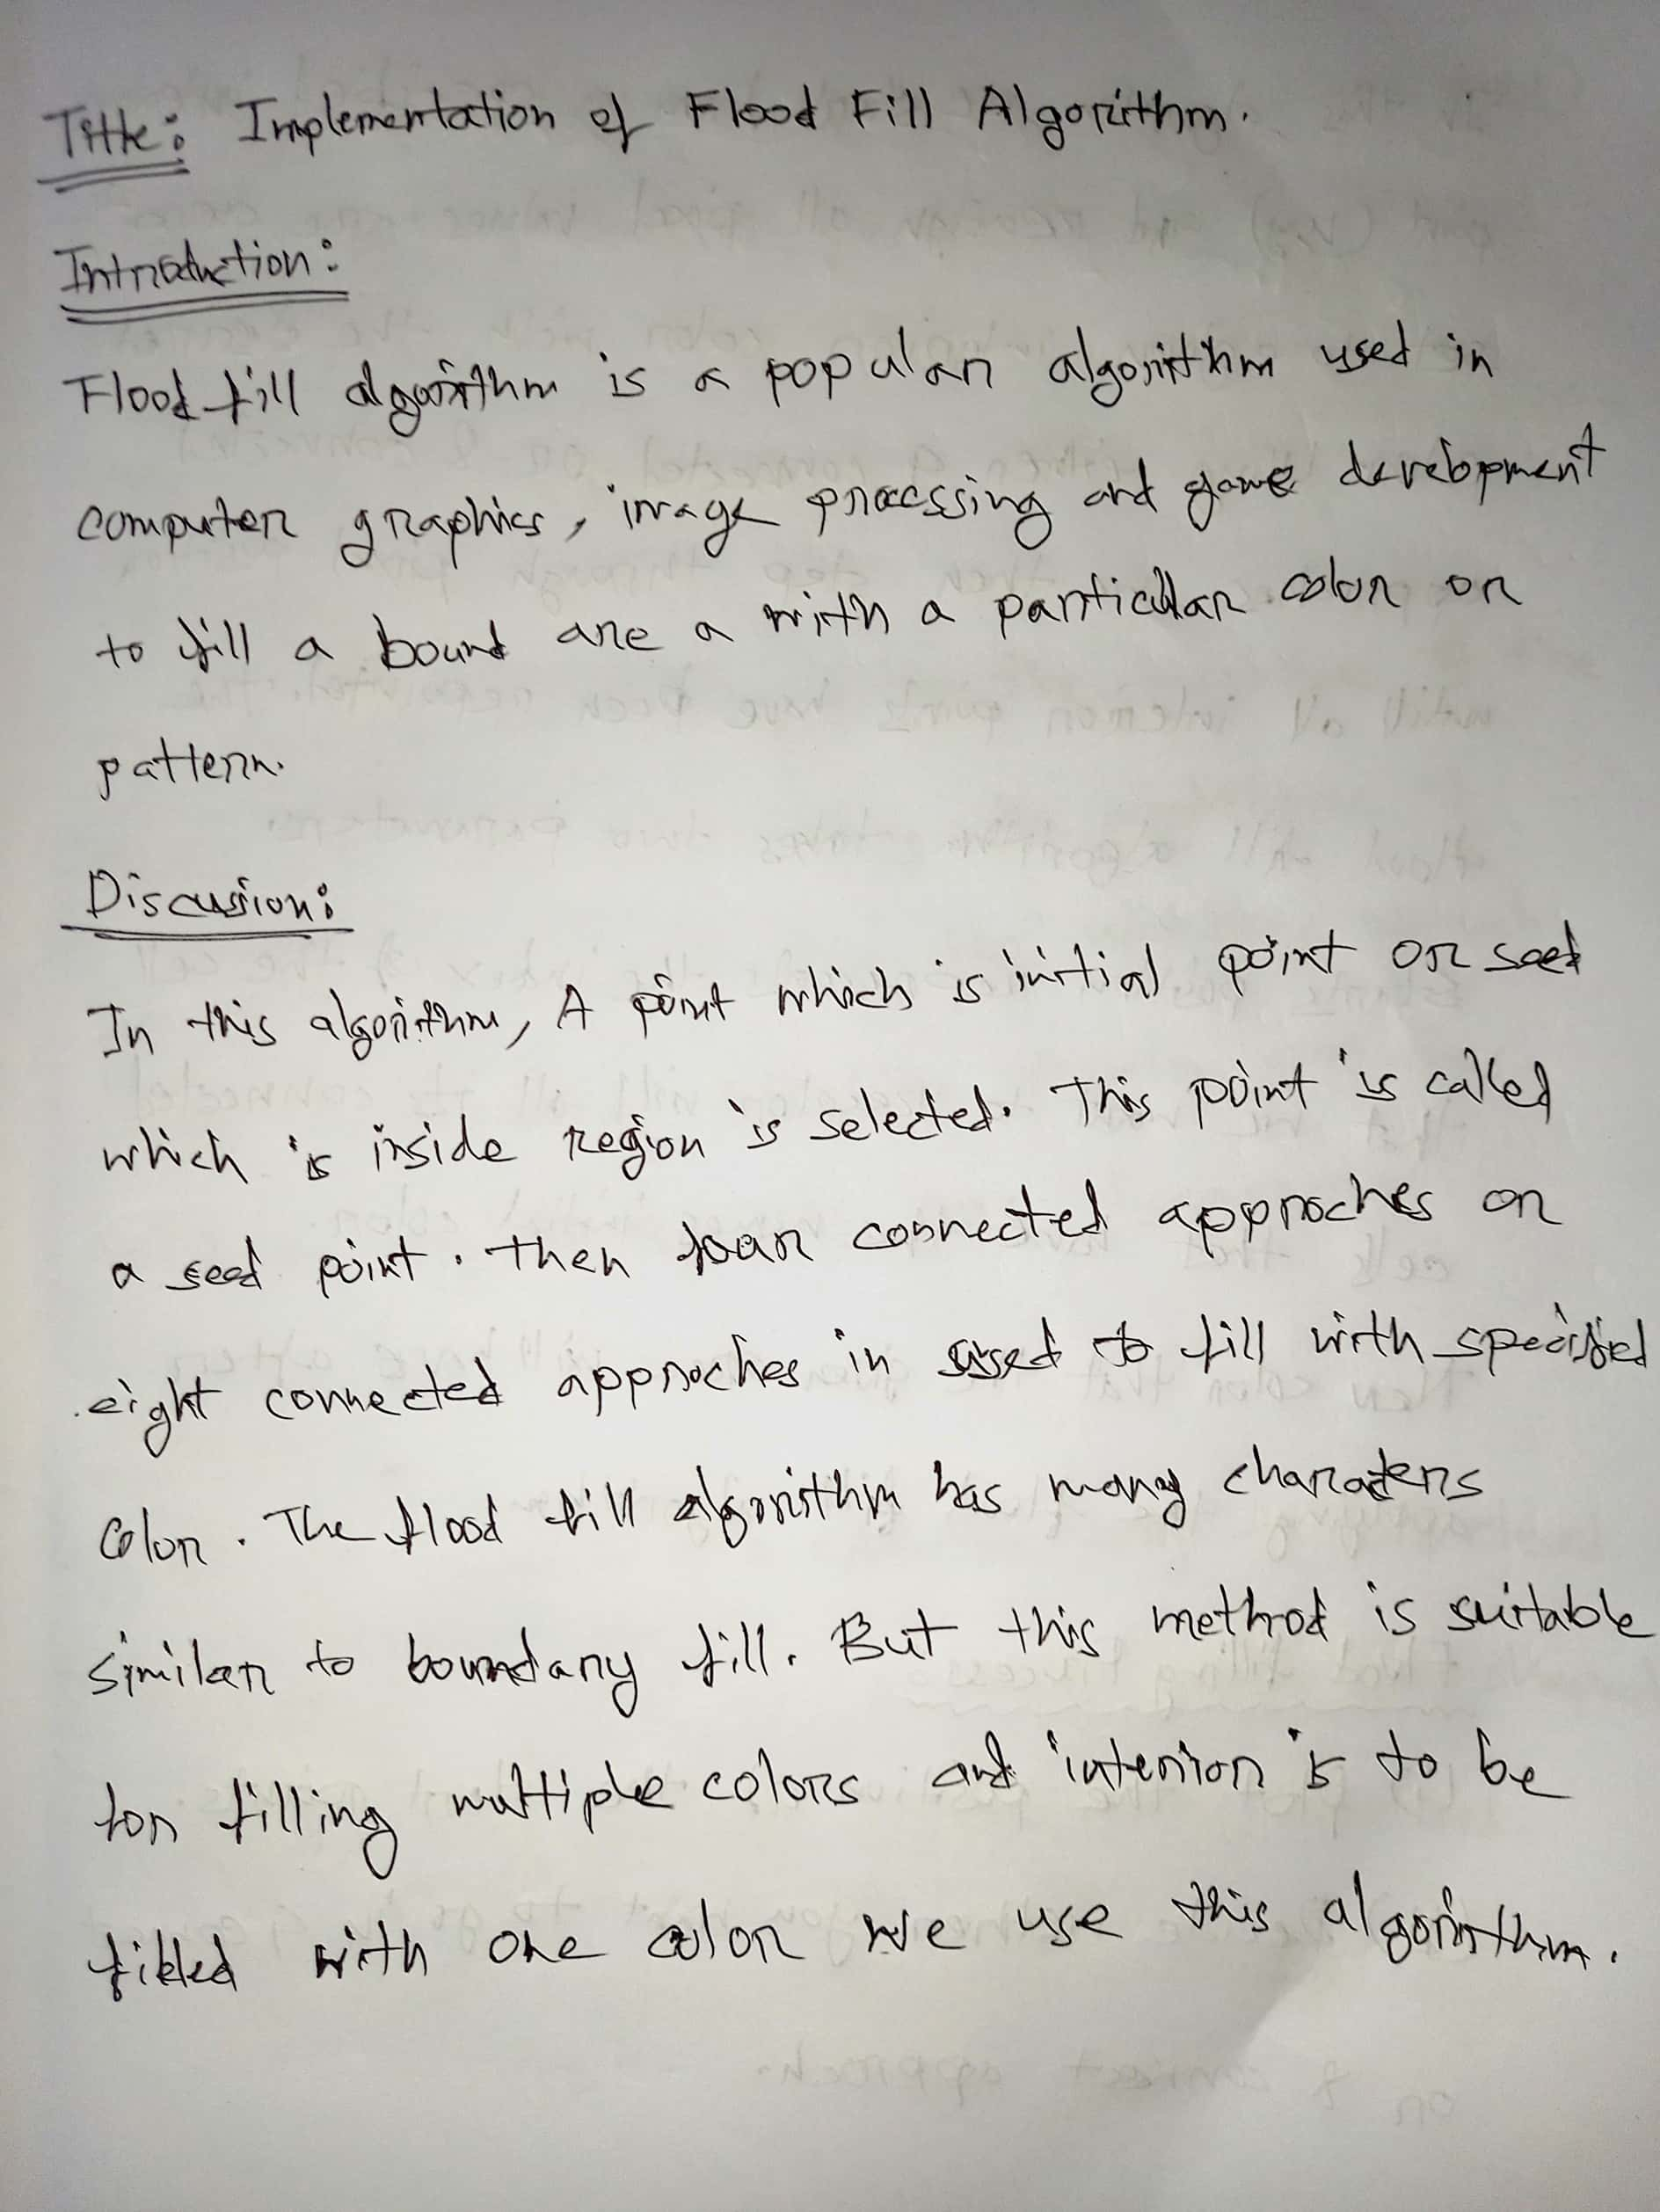 Title: Implementation of Flood Fill Algorithm.
Introduction:
Flood fill algorithm is a popular algorithm used in
computer graphics, image processing and game development
to fill a bound are a with a particular color or
pattern.
Discusion:
In this algorithm, A point which is initial point or seed
which is inside region is selected. This point is called
a seed point. Then four connected approches or
eight connected approches in used to fill with specified
color. The flood fill algorithm has many characters
similar to boundary fill. But this method is suitable
for filling multiple colors and interior is to be
filled with one color we use this algorithm.